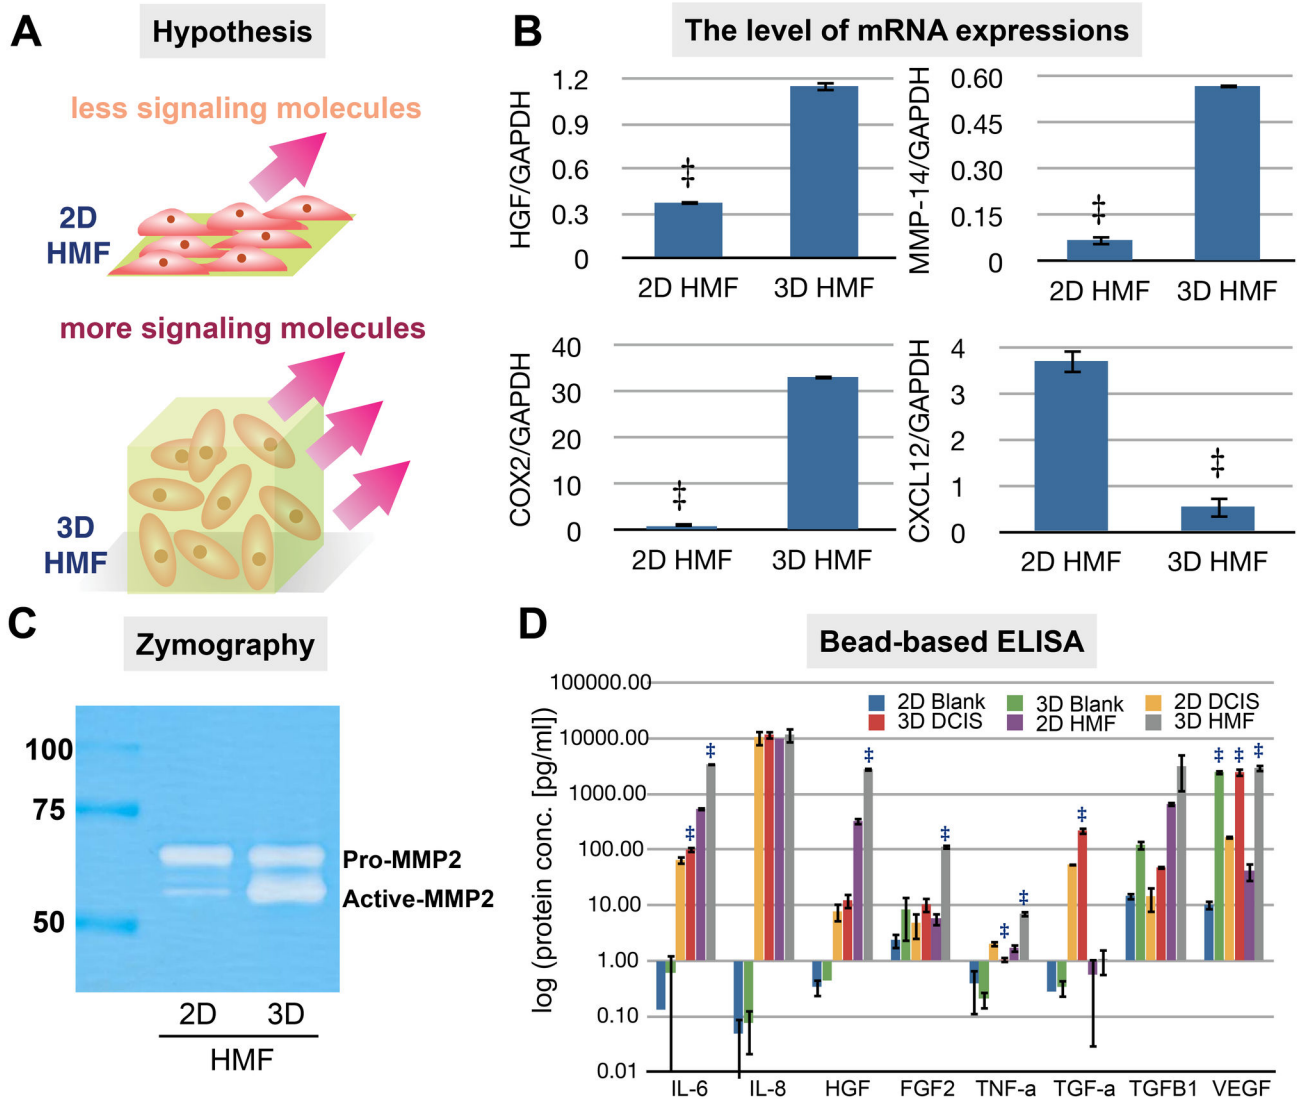 A
Hypothesis
less signaling molecules
2D
HMF
more signaling molecules
3D
HMF
B
The level of mRNA expressions
HGF/GAPDH
1.2
0.9
0.6
0.3
0
‡
2D HMF 3D HMF
MMP-14/GAPDH
0.60
0.45
0.30
0.15
0
‡
2D HMF 3D HMF
COX2/GAPDH
40
30
20
10
0
‡
2D HMF 3D HMF
CXCL12/GAPDH
4
3
2
1
0
‡
2D HMF 3D HMF
C
Zymography
100
75
50
Pro-MMP2
Active-MMP2
2D 3D
HMF
D
Bead-based ELISA
log (protein conc. [pg/ml])
100000.00
10000.00
1000.00
100.00
10.00
1.00
0.10
0.01
2D Blank 3D Blank 2D DCIS
3D DCIS 2D HMF 3D HMF
‡ ‡ ‡ ‡ ‡ ‡ ‡ ‡ ‡ ‡
IL-6 IL-8 HGF FGF2 TNF-a TGF-a TGFB1 VEGF